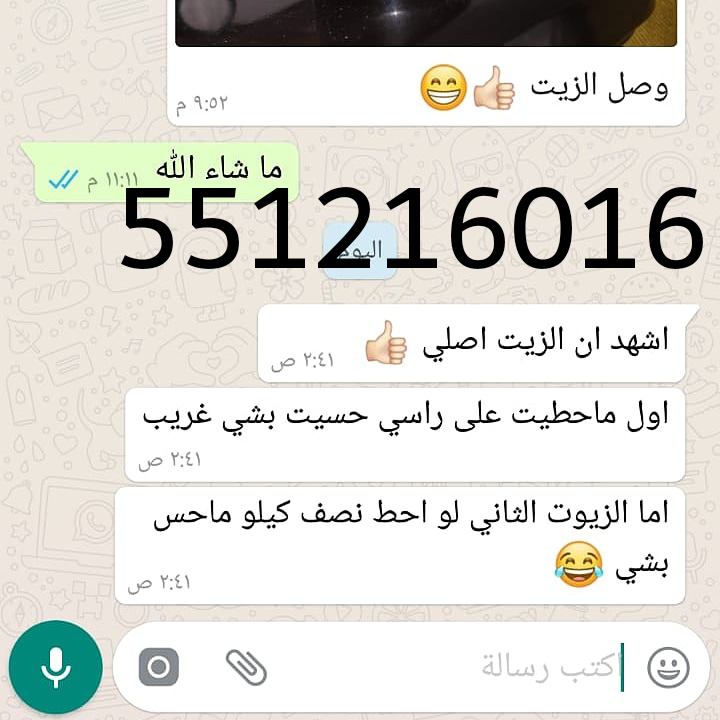 وصل الزيت 👍🏻😁
٩:٥٢ م
ما شاء الله
١١:١١ م
551216016
اليوم
اشهد ان الزيت اصلي 👍🏻
٢:٤١ ص
اول ماحطيت على راسي حسيت بشي غريب
٢:٤١ ص
اما الزيوت الثاني لو احط نصف كيلو ماحس
بشي 😂
٢:٤١ ص
اكتب رسالة